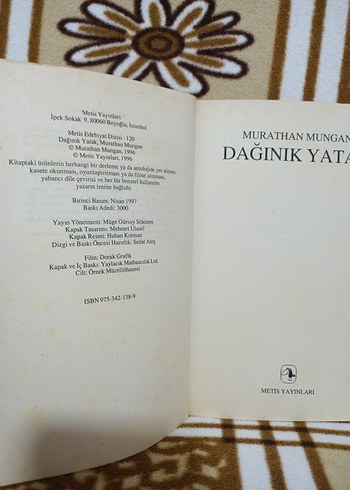 Metis Yayınları
İpek Sokak 9, 80060 Beyoğlu, İstanbul
Metis Edebiyat Dizisi - 120
Dağınık Yatak, Murathan Mungan
© Murathan Mungan, 1996
© Metis Yayınları, 1996
Kitaptaki ürünlerin herhangi bir derleme ya da antolojide yer alması,
kasete okunması, oyunlaştırılması ya da filme alınması,
yabancı dile çevirisi ve her tür benzeri kullanımı
yazarın iznine bağlıdır.
Birinci Basım: Nisan 1997
Baskı Adedi: 3000
Yayın Yönetmeni: Müge Gürsoy Sökmen
Kapak Tasarımı: Mehmet Ulusel
Kapak Resmi: Huban Korman
Dizgi ve Baskı Öncesi Hazırlık: Sedat Ateş
Film: Doruk Grafik
Kapak ve İç Baskı: Yaylacık Matbaacılık Ltd.
Cilt: Örnek Mücellithanesi
ISBN 975-342-138-9
MURATHAN MUNGAN
DAĞINIK YATA
METİS YAYINLARI